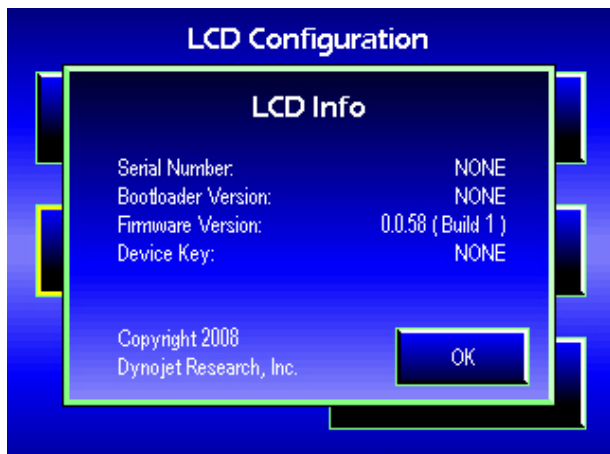 LCD Configuration
LCD Info
Serial Number: NONE
Bootloader Version: NONE
Firmware Version: 0.0.58 ( Build 1 )
Device Key: NONE
Copyright 2008
Dynojet Research, Inc.
OK